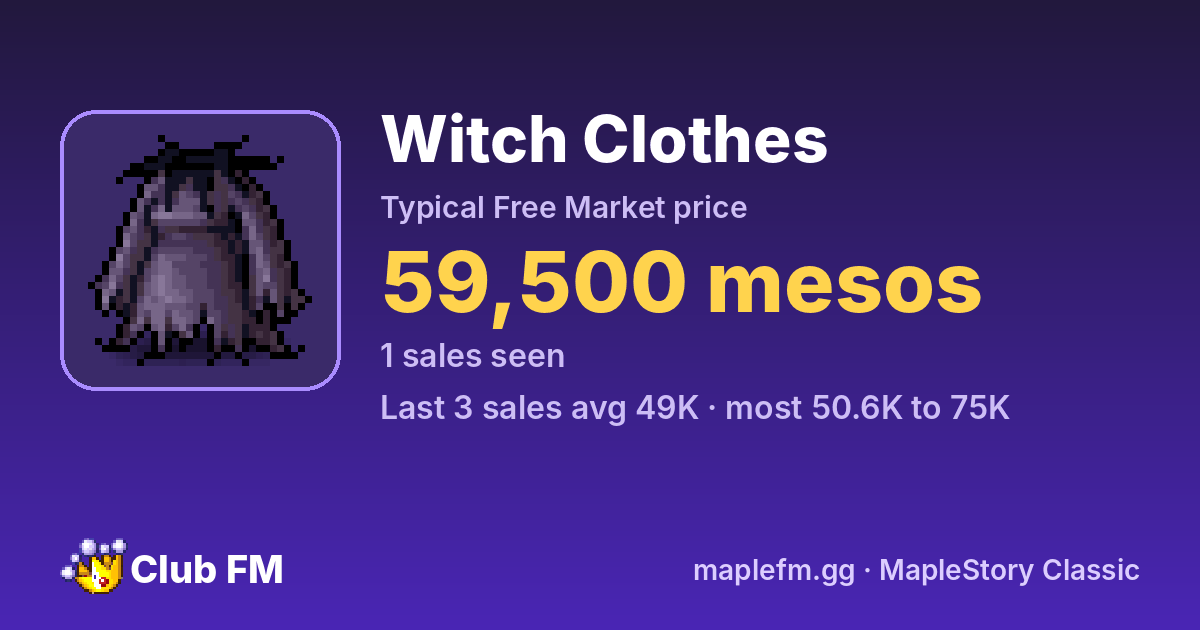 Witch Clothes
Typical Free Market price
59,500 mesos
1 sales seen
Last 3 sales avg 49K · most 50.6K to 75K
Club FM
maplefm.gg · MapleStory Classic